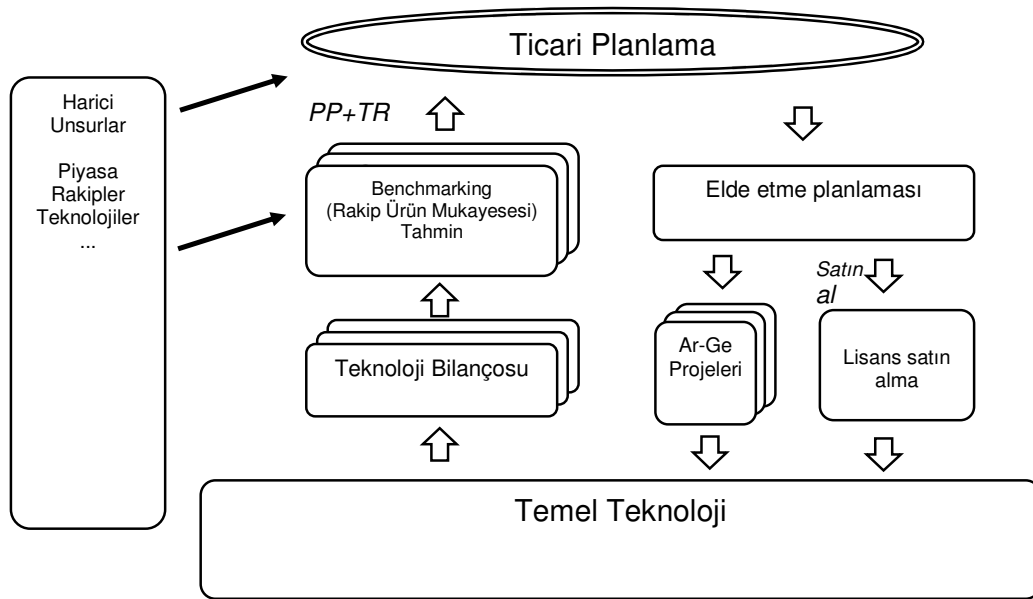 Ticari Planlama
Harici
Unsurlar
Piyasa
Rakipler
Teknolojiler
...
PP+TR
Benchmarking
(Rakip Ürün Mukayesesi)
Tahmin
Elde etme planlaması
Satın
al
Teknoloji Bilançosu
Ar-Ge
Projeleri
Lisans satın
alma
Temel Teknoloji